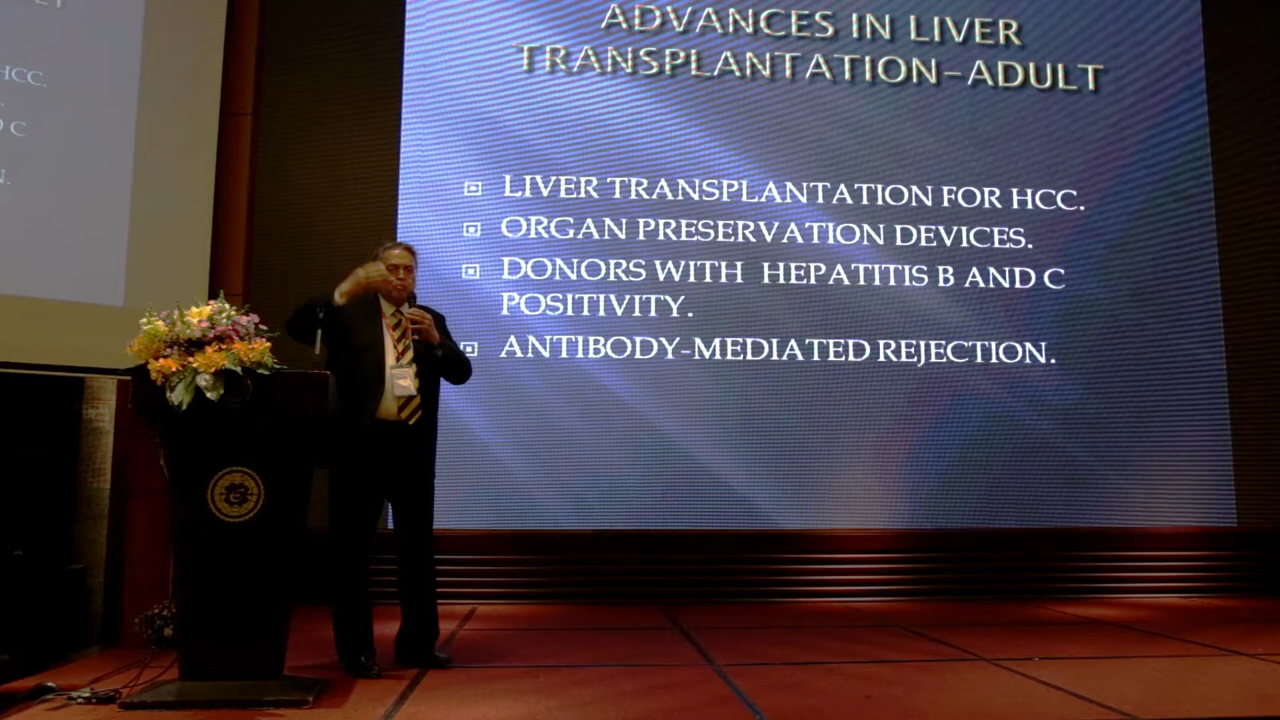 ADVANCES IN LIVER
TRANSPLANTATION-ADULT
LIVER TRANSPLANTATION FOR HCC.
ORGAN PRESERVATION DEVICES.
DONORS WITH HEPATITIS B AND C
POSITIVITY.
ANTIBODY-MEDIATED REJECTION.
HCC.
D C
N.